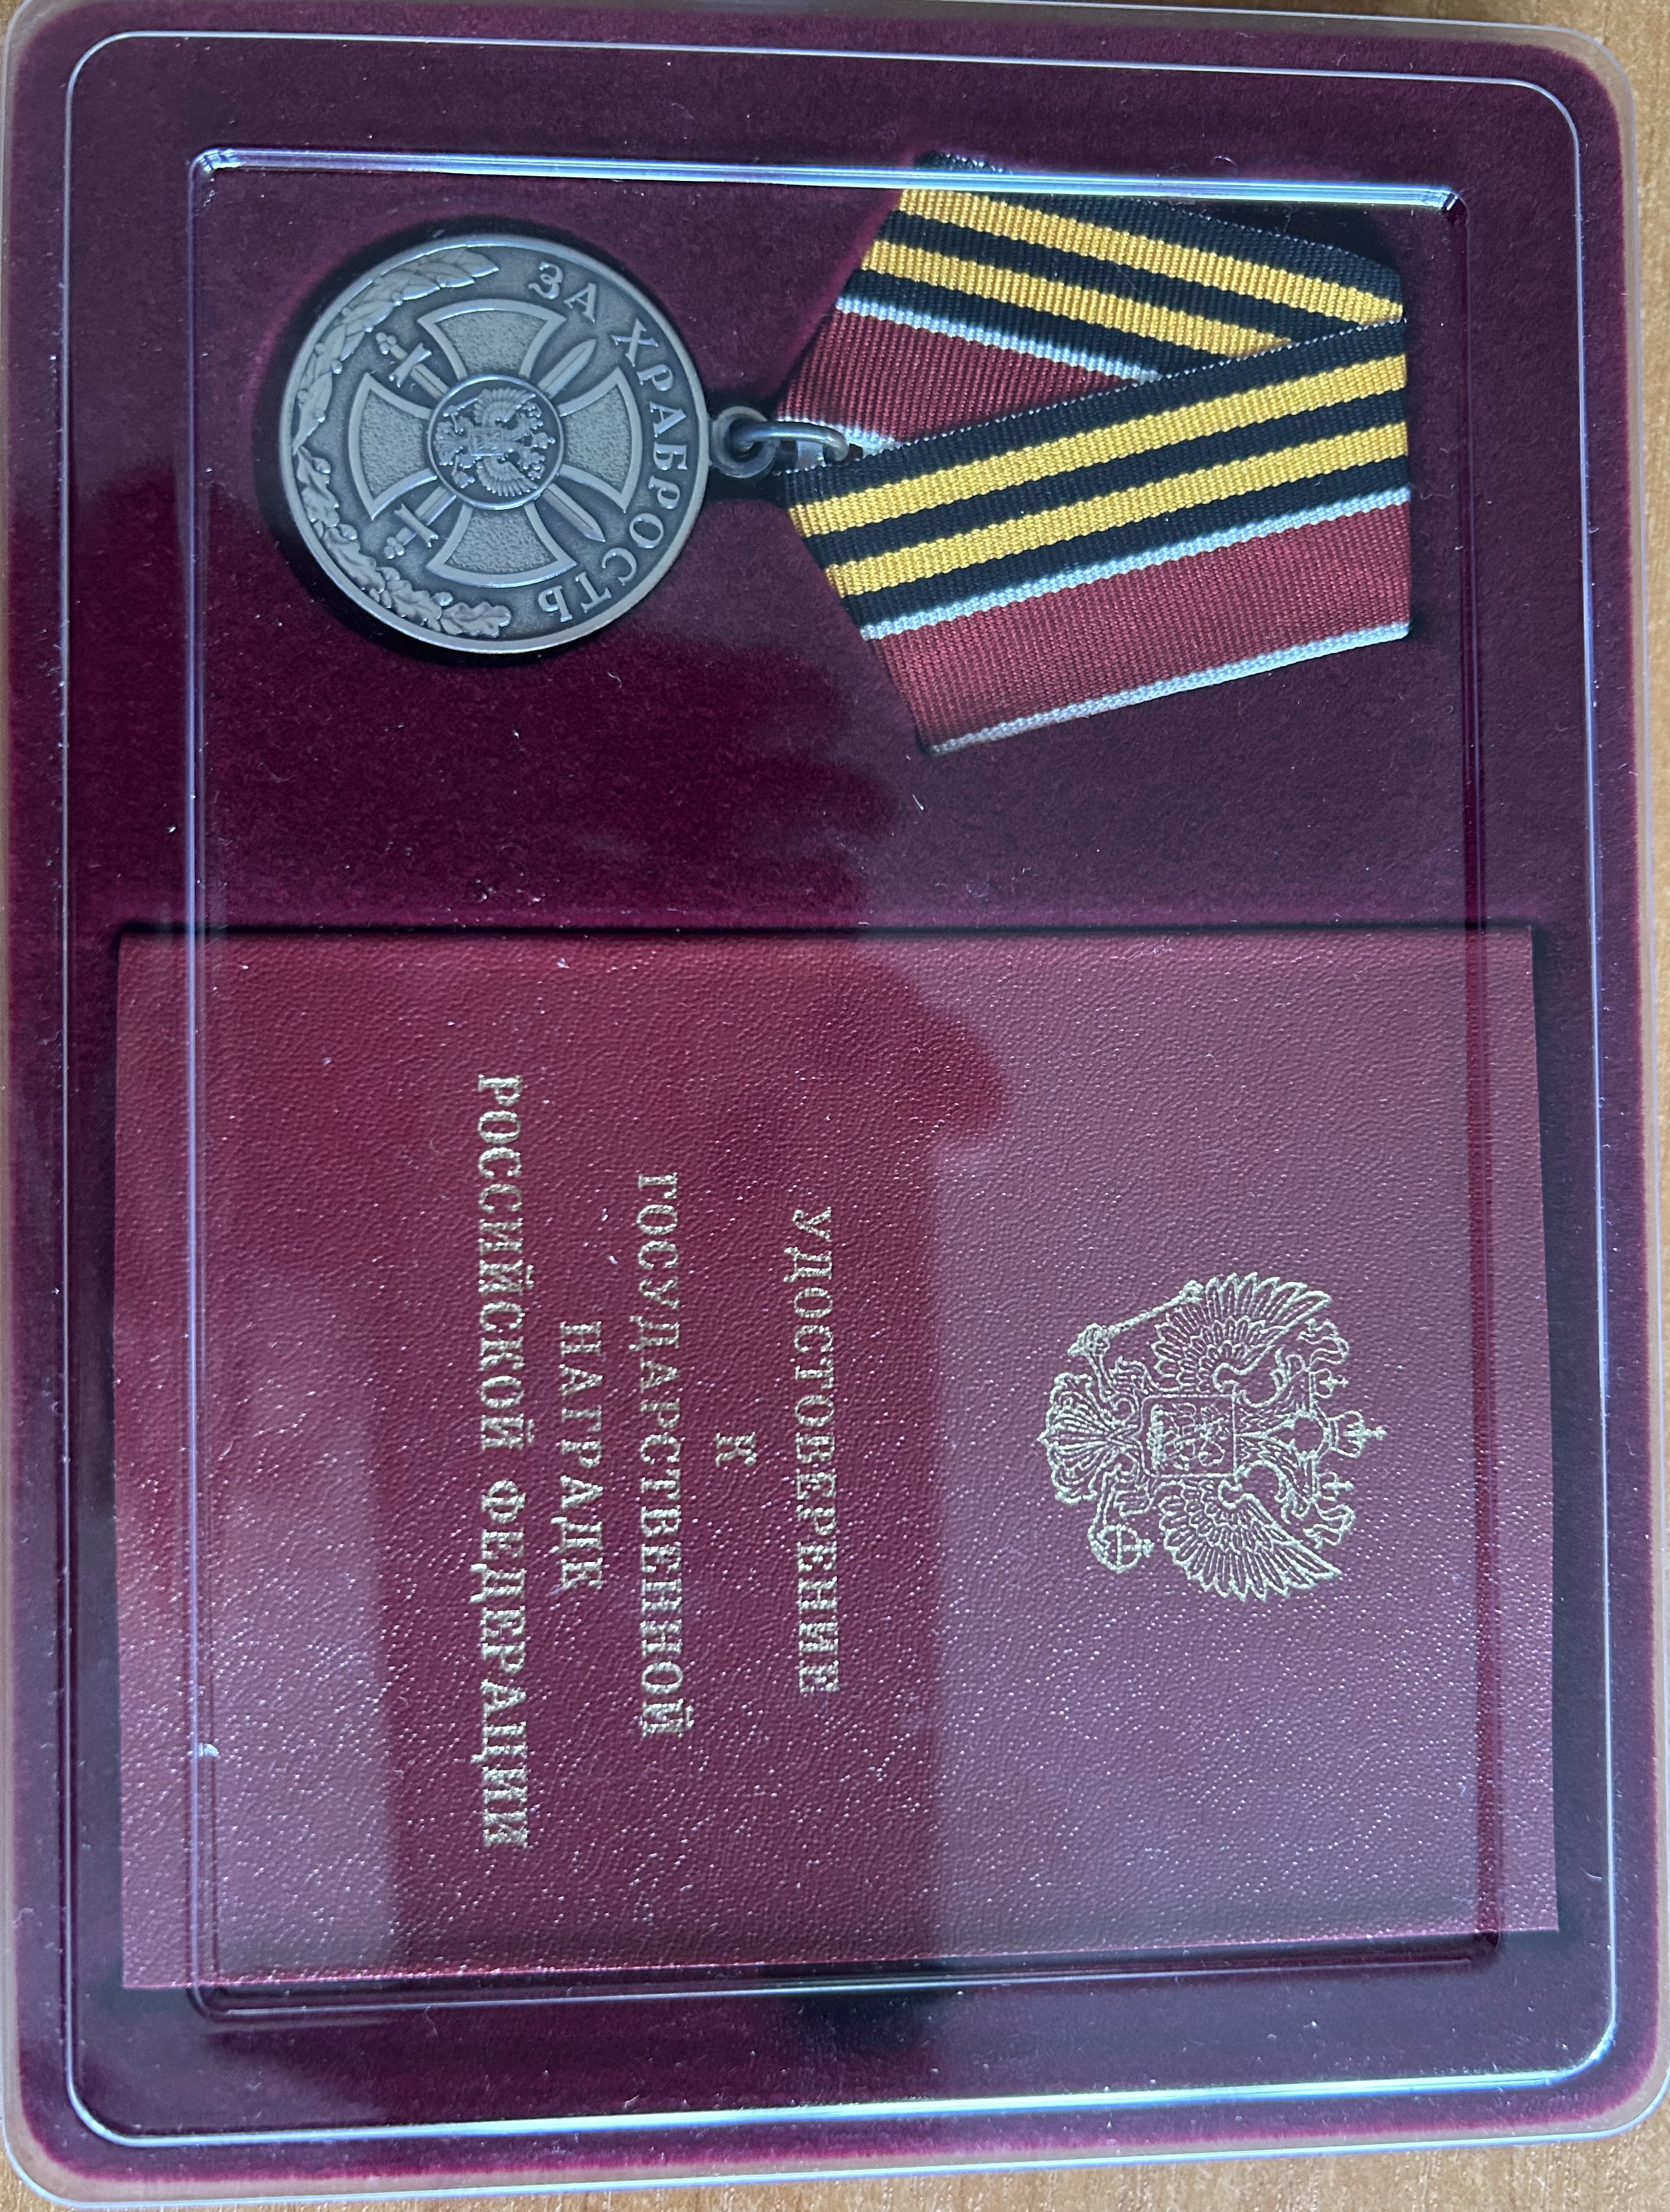 ЗА ХРАБРОСТЬ
УДОСТОВЕРЕНИЕ
К
ГОСУДАРСТВЕННОЙ
НАГРАДЕ
РОССИЙСКОЙ ФЕДЕРАЦИИ